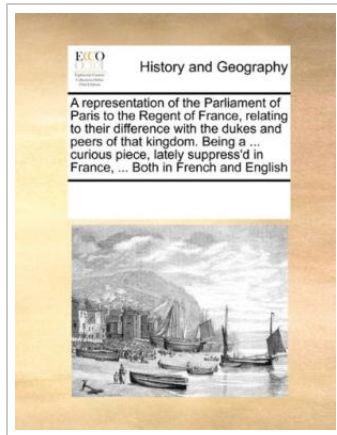 ECCO
History and Geography
A representation of the Parliament of
Paris to the Regent of France, relating
to their difference with the dukes and
peers of that kingdom. Being a ...
curious piece, lately suppress'd in
France, ... Both in French and English